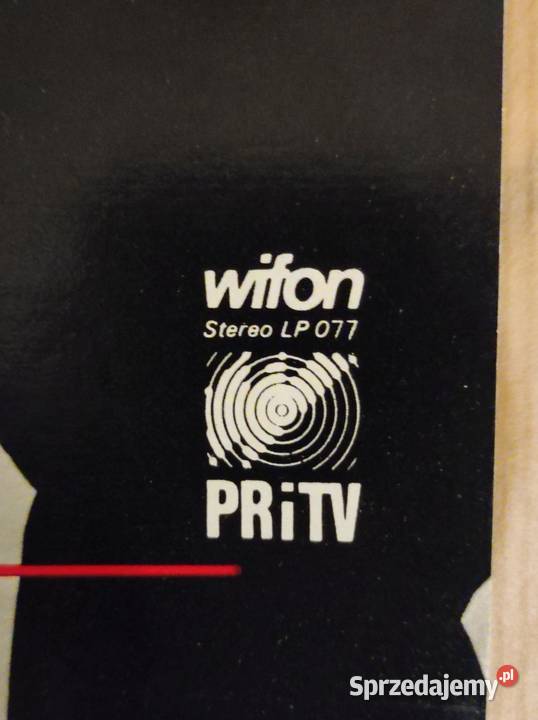 wifon
Stereo LP 077
PRiTV
Sprzedajemy.pl